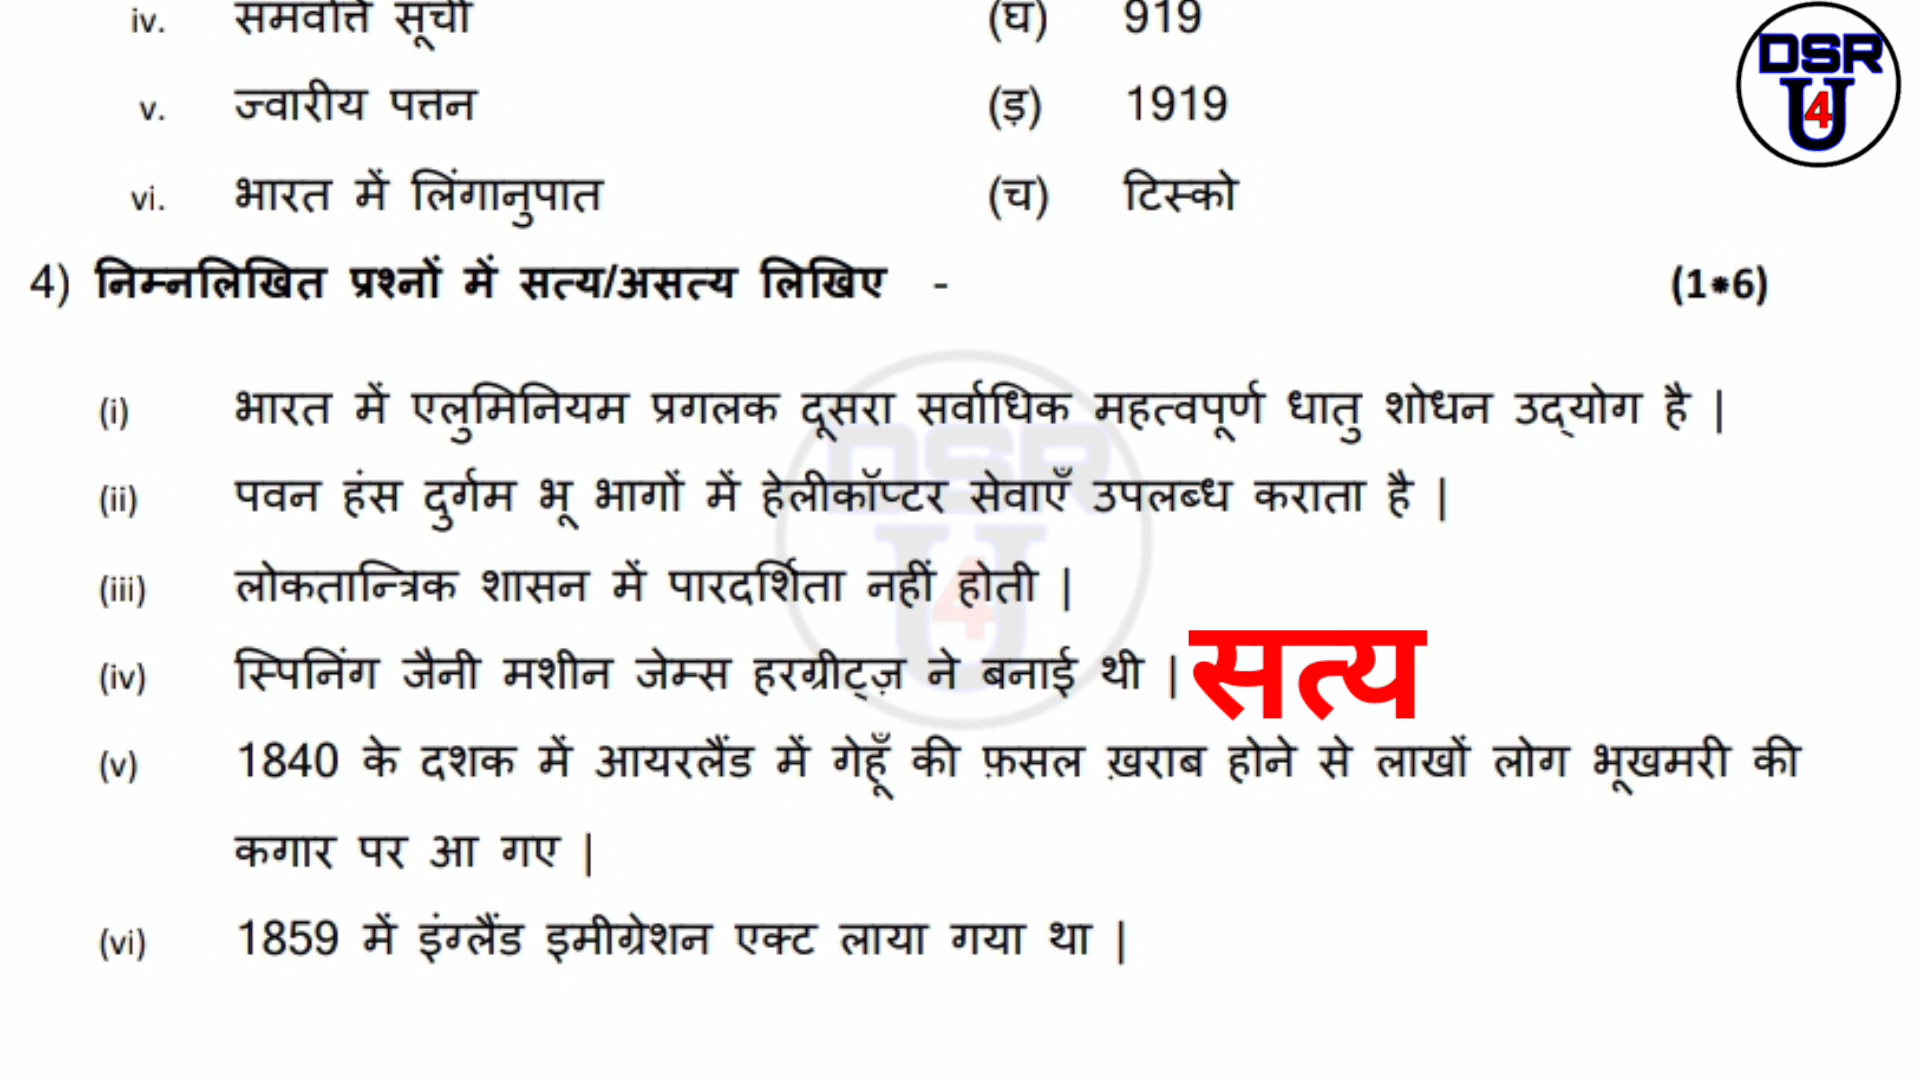 iv. समवर्ती सूची (घ) 919
DSR
U
4
v. ज्वारीय पत्तन (ड़) 1919
vi. भारत में लिंगानुपात (च) टिस्को
4) निम्नलिखित प्रश्नों में सत्य/असत्य लिखिए - (1*6)
(i) भारत में एलुमिनियम प्रगलक दूसरा सर्वाधिक महत्वपूर्ण धातु शोधन उद्योग है |
(ii) पवन हंस दुर्गम भू भागों में हेलीकॉप्टर सेवाएँ उपलब्ध कराता है |
(iii) लोकतान्त्रिक शासन में पारदर्शिता नहीं होती |
(iv) स्पिनिंग जैनी मशीन जेम्स हरग्रीट्ज़ ने बनाई थी | सत्य
(v) 1840 के दशक में आयरलैंड में गेहूँ की फ़सल ख़राब होने से लाखों लोग भूखमरी की
कगार पर आ गए |
(vi) 1859 में इंग्लैंड इमीग्रेशन एक्ट लाया गया था |
DSR
U
4